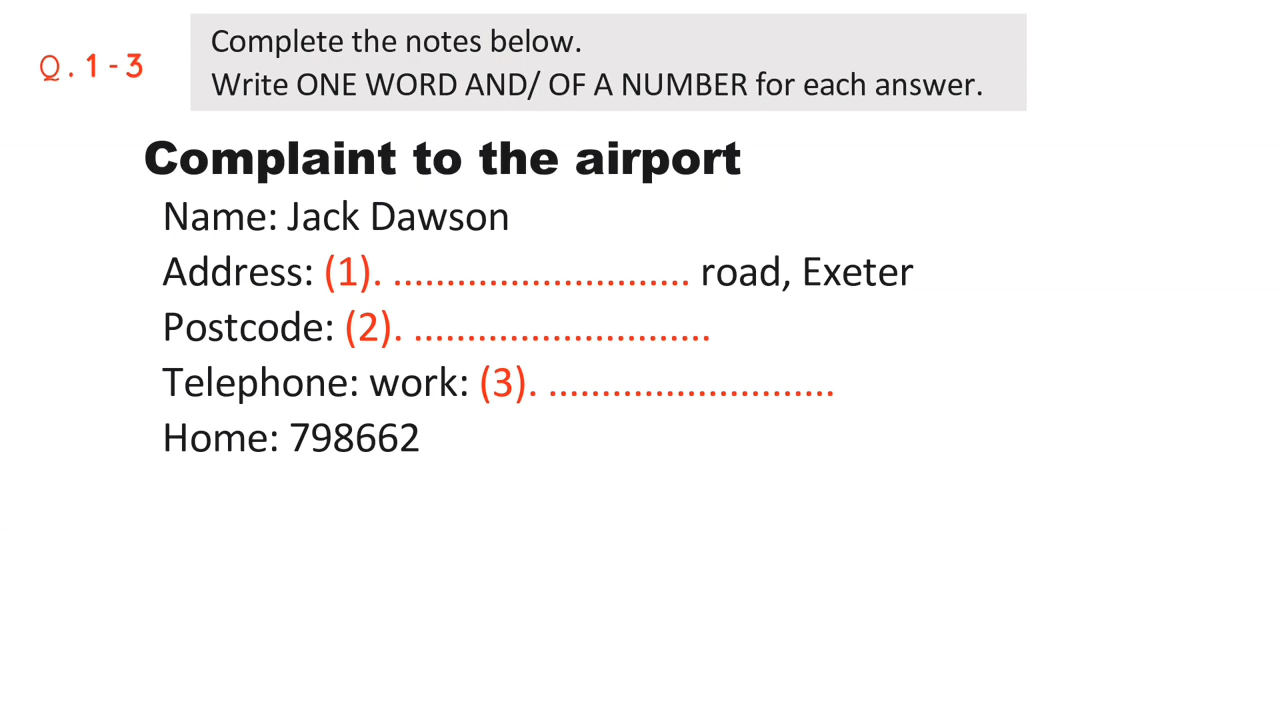 Q. 1 - 3
Complete the notes below.
Write ONE WORD AND/ OF A NUMBER for each answer.
Complaint to the airport
Name: Jack Dawson
Address: (1). ............................ road, Exeter
Postcode: (2). ............................
Telephone: work: (3). ...........................
Home: 798662